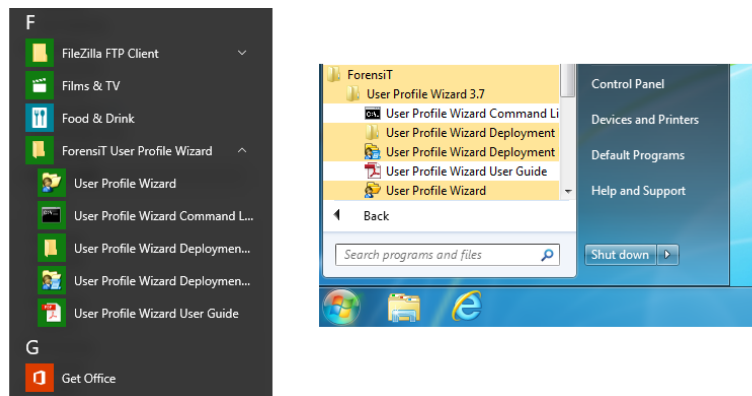 F
FileZilla FTP Client
Films & TV
Food & Drink
ForensiT User Profile Wizard
User Profile Wizard
User Profile Wizard Command L...
User Profile Wizard Deploymen...
User Profile Wizard Deploymen...
User Profile Wizard User Guide
G
Get Office
ForensiT
User Profile Wizard 3.7
User Profile Wizard Command Li
User Profile Wizard Deployment
User Profile Wizard Deployment
User Profile Wizard User Guide
User Profile Wizard
Back
Search programs and files
Control Panel
Devices and Printers
Default Programs
Help and Support
Shut down